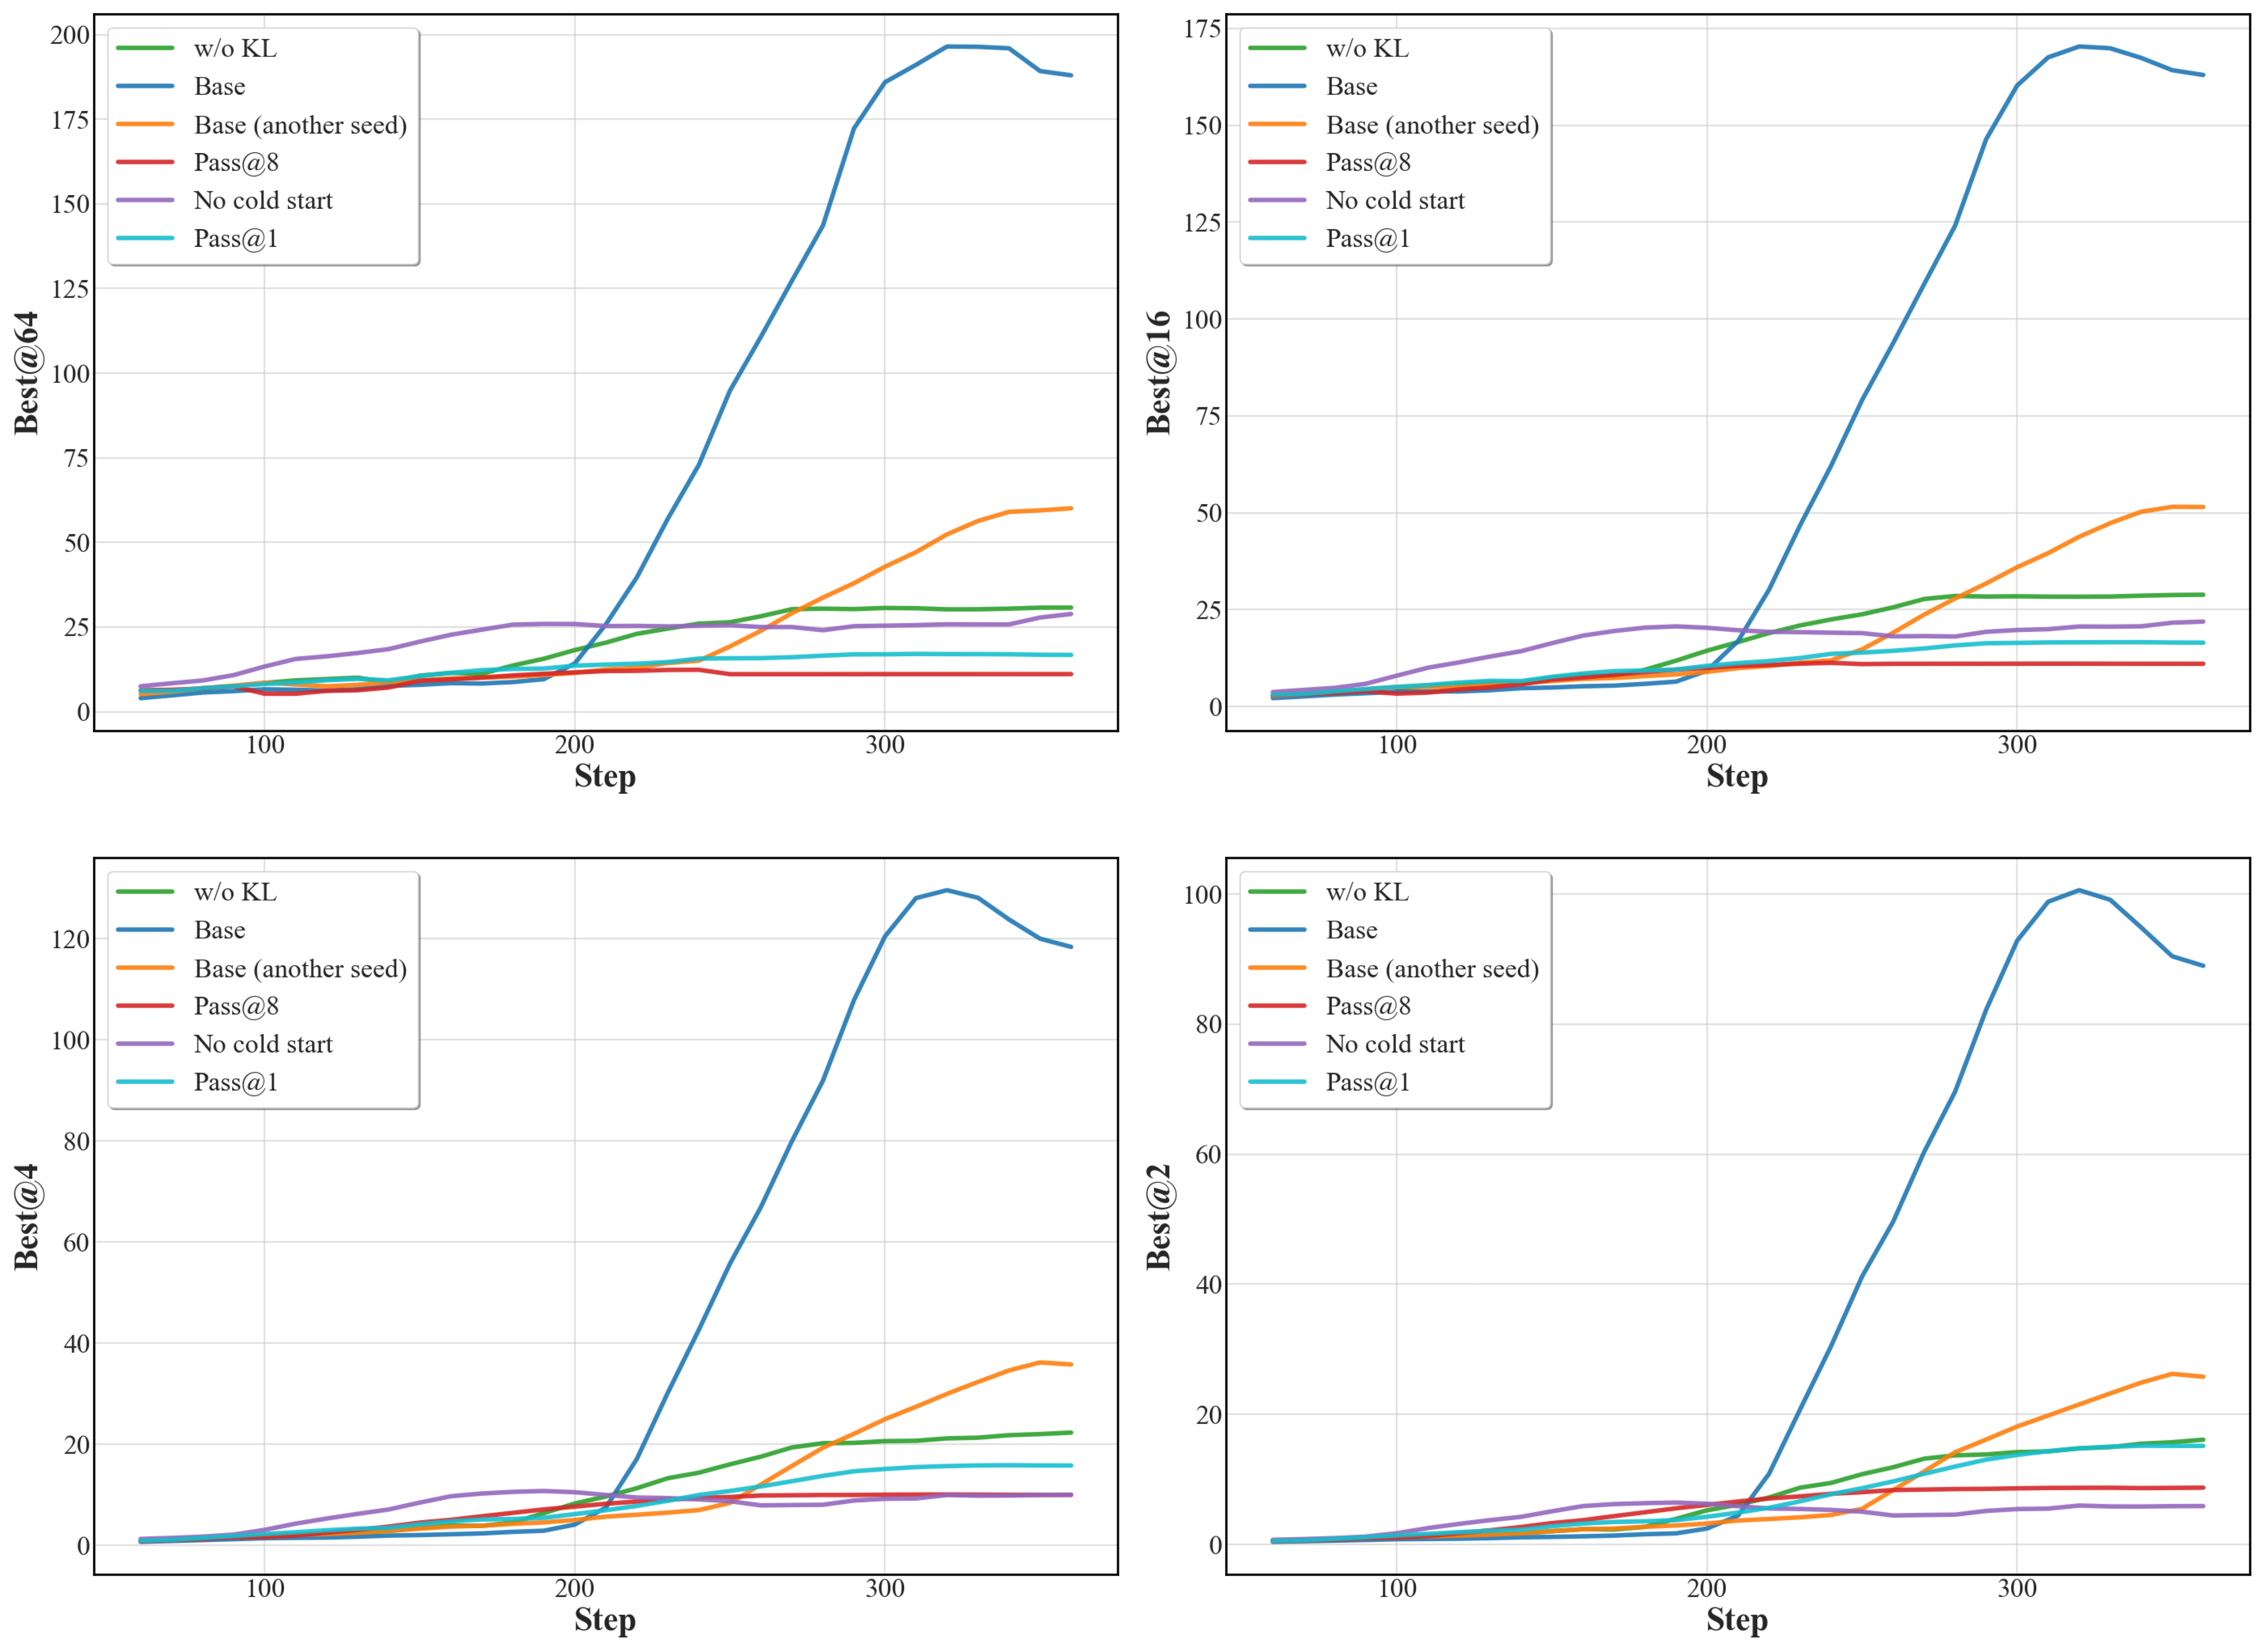 w/o KL
Base
Base (another seed)
Pass@8
No cold start
Pass@1
200
175
150
125
100
75
50
25
0
100
200
300
Best@64
Step
w/o KL
Base
Base (another seed)
Pass@8
No cold start
Pass@1
175
150
125
100
75
50
25
0
100
200
300
Best@16
Step
w/o KL
Base
Base (another seed)
Pass@8
No cold start
Pass@1
120
100
80
60
40
20
0
100
200
300
Best@4
Step
w/o KL
Base
Base (another seed)
Pass@8
No cold start
Pass@1
100
80
60
40
20
0
100
200
300
Best@2
Step